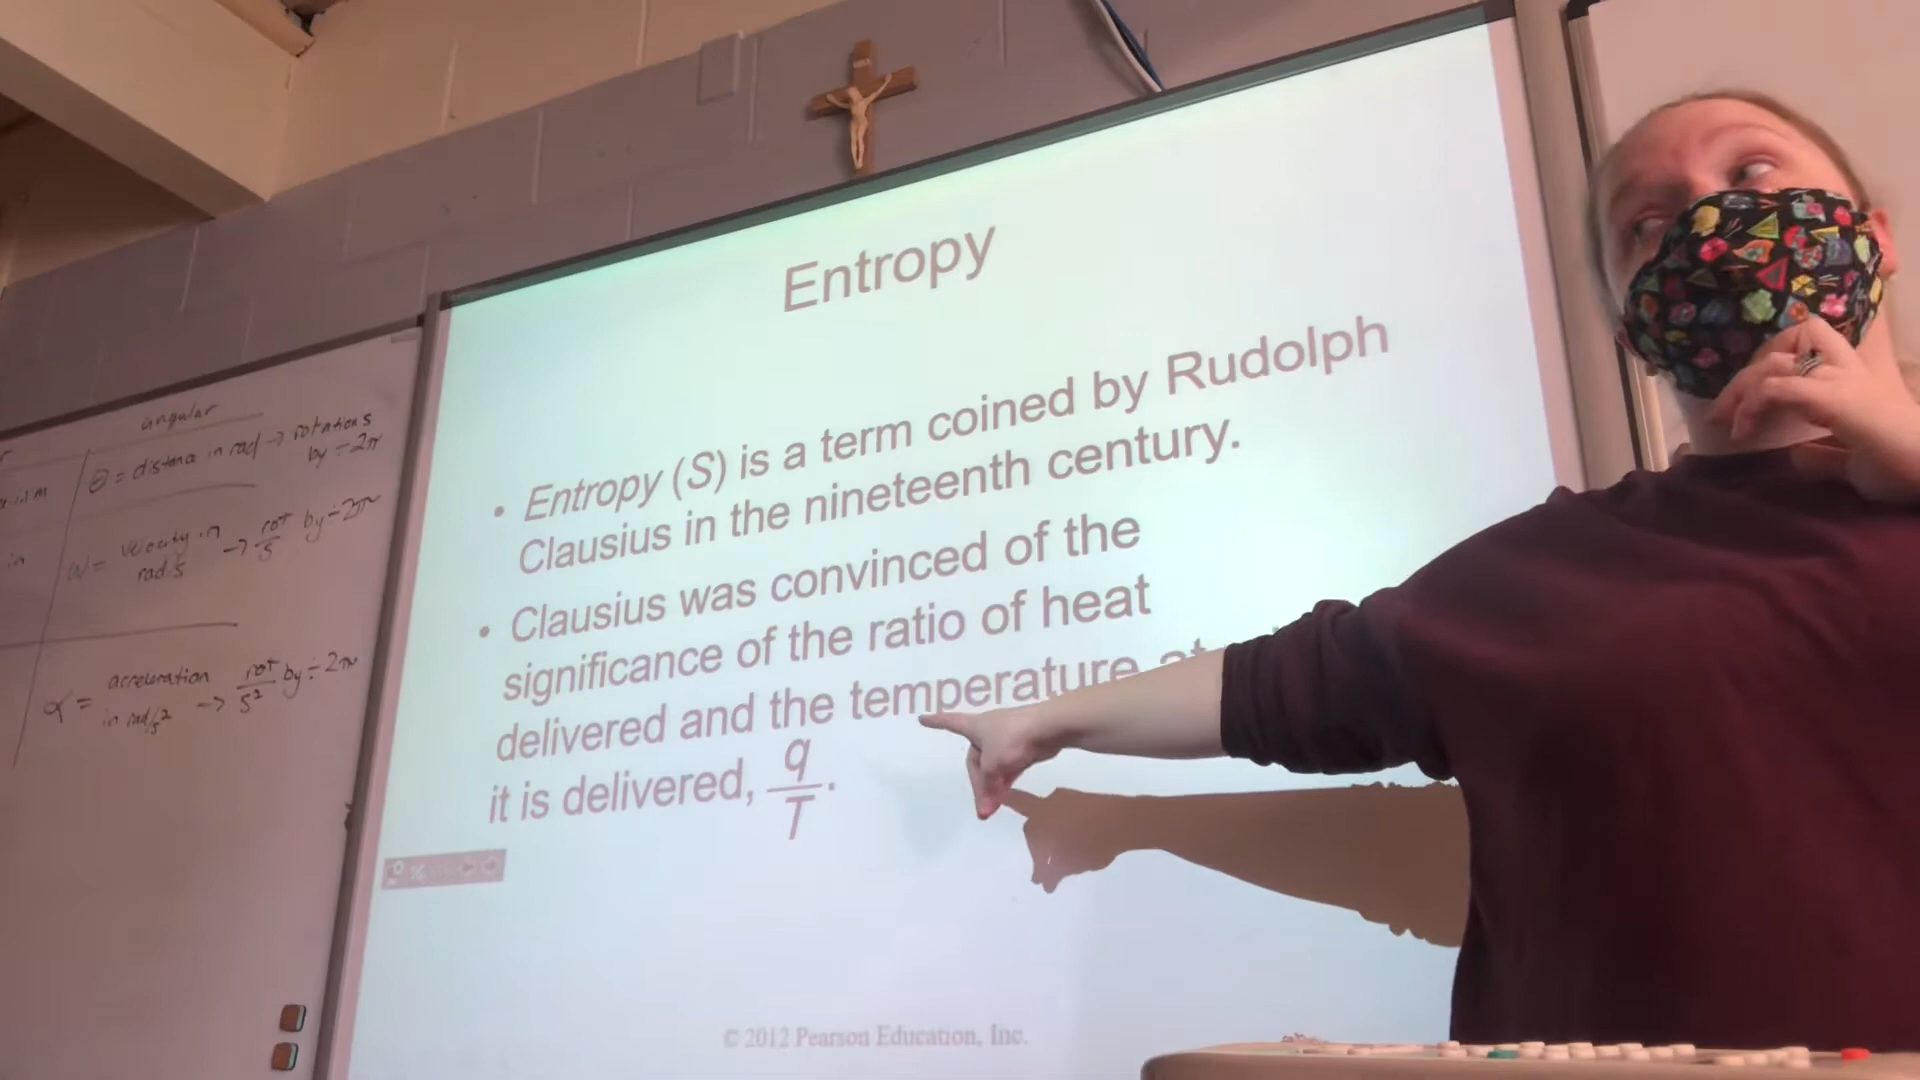 Entropy
• Entropy (S) is a term coined by Rudolph
Clausius in the nineteenth century.
• Clausius was convinced of the
significance of the ratio of heat
delivered and the temperature at
it is delivered, q/T.
© 2012 Pearson Education, Inc.
angular
θ = distance in rad → rotations
by ÷ 2π
ω = velocity in rad/s → rot/s by ÷ 2π
α = acceleration in rad/s² → rot/s² by ÷ 2π